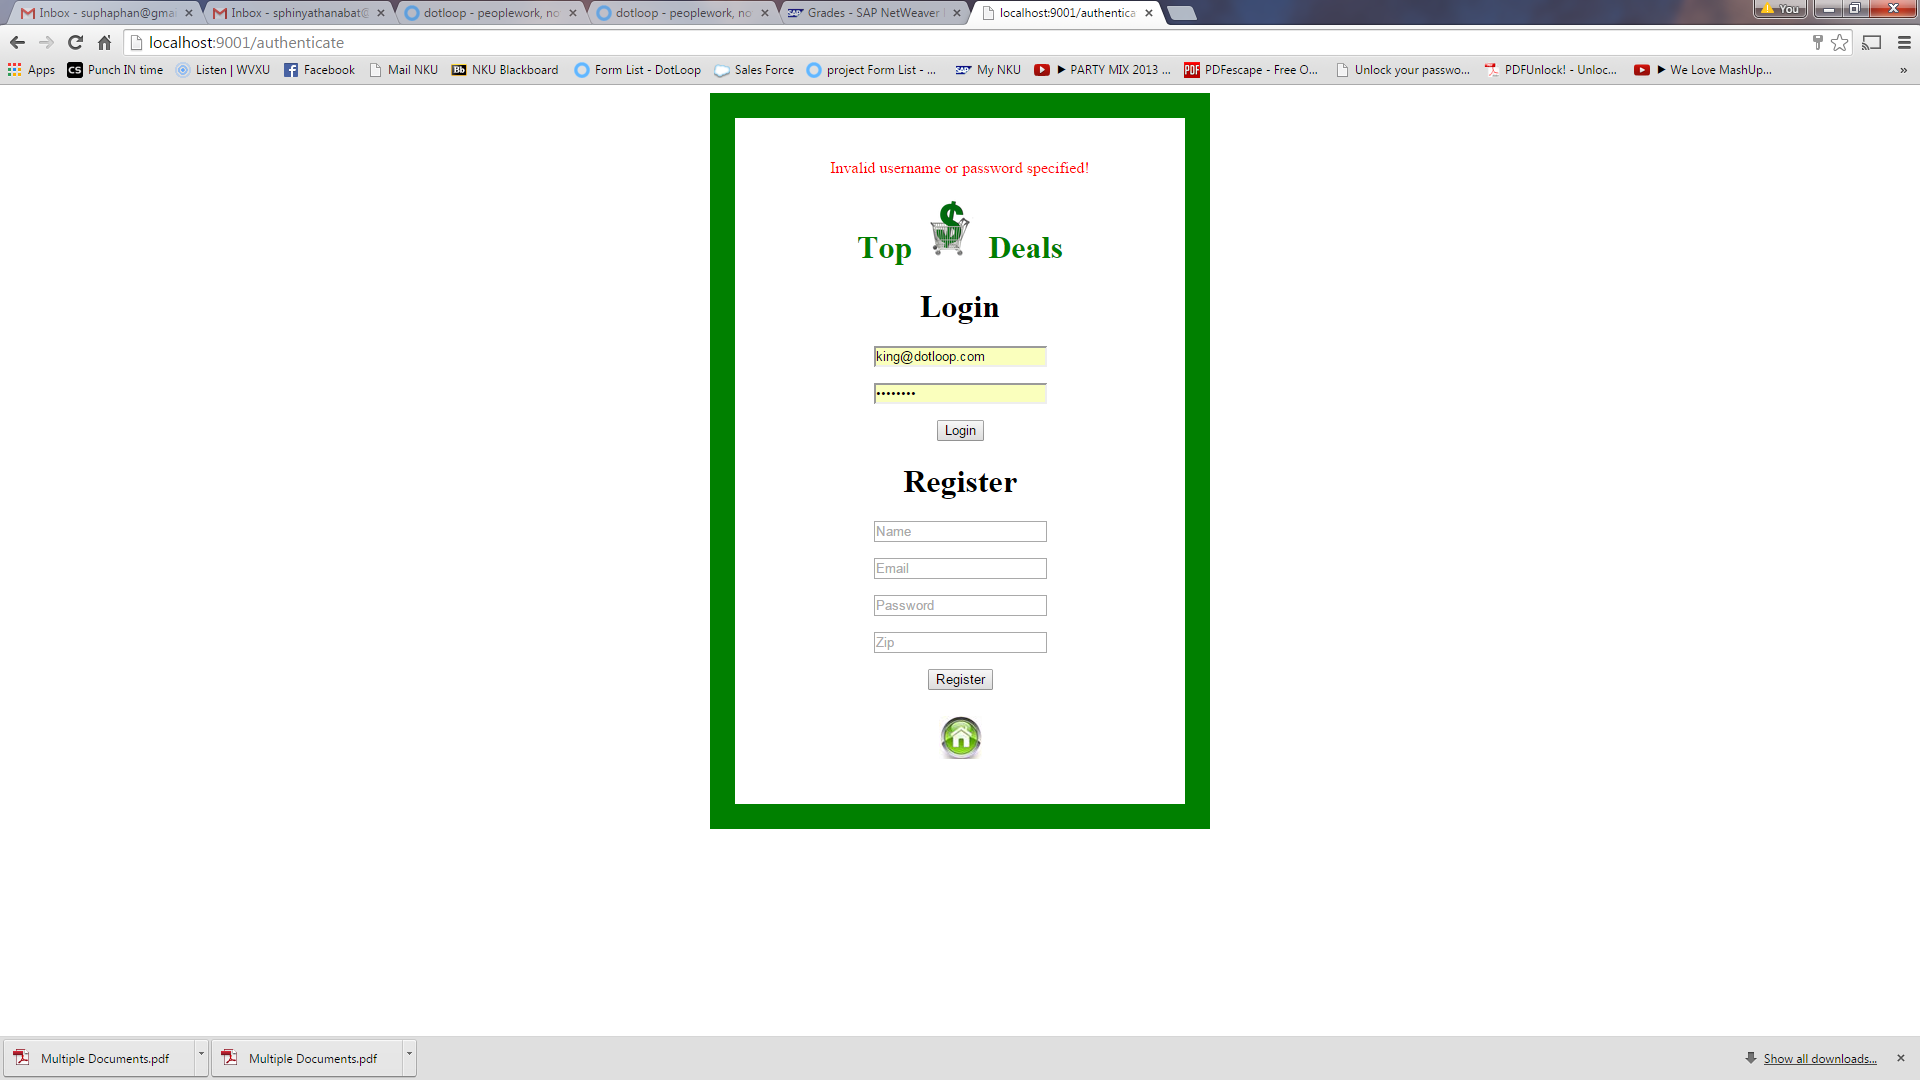 Inbox - suphaphan@gma
Inbox - sphinyathanabat@
dotloop - peoplework, no
dotloop - peoplework, no
Grades - SAP NetWeaver
localhost:9001/authentica
You
localhost:9001/authenticate
Apps
Punch IN time
Listen | WVXU
Facebook
Mail NKU
NKU Blackboard
Form List - DotLoop
Sales Force
project Form List - ...
My NKU
▶ PARTY MIX 2013 ...
PDFescape - Free O...
Unlock your passwo...
PDFUnlock! - Unloc...
▶ We Love MashUp...
»
Invalid username or password specified!
Top $ Deals
Login
king@dotloop.com
••••••••
Login
Register
Name
Email
Password
Zip
Register
Multiple Documents.pdf
Multiple Documents.pdf
Show all downloads...